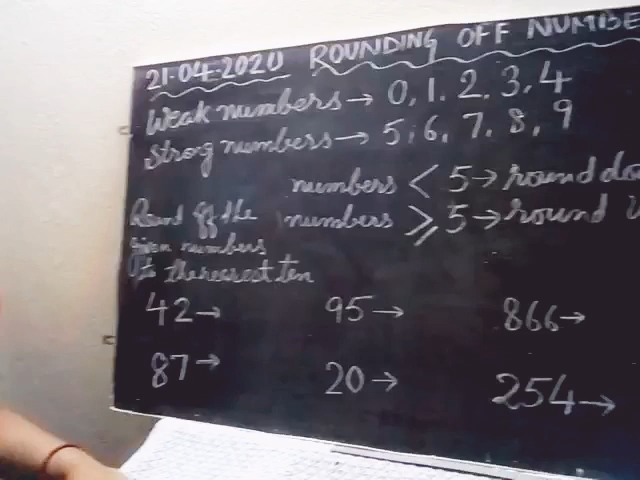 21-04-2020 ROUNDING OFF NUMBE
Weak numbers → 0, 1, 2, 3, 4
Strong numbers → 5, 6, 7, 8, 9
numbers < 5 → round do
numbers ≥ 5 → round
Round off the
given numbers
to the nearest ten
42 → 95 → 866 →
87 → 20 → 254 →